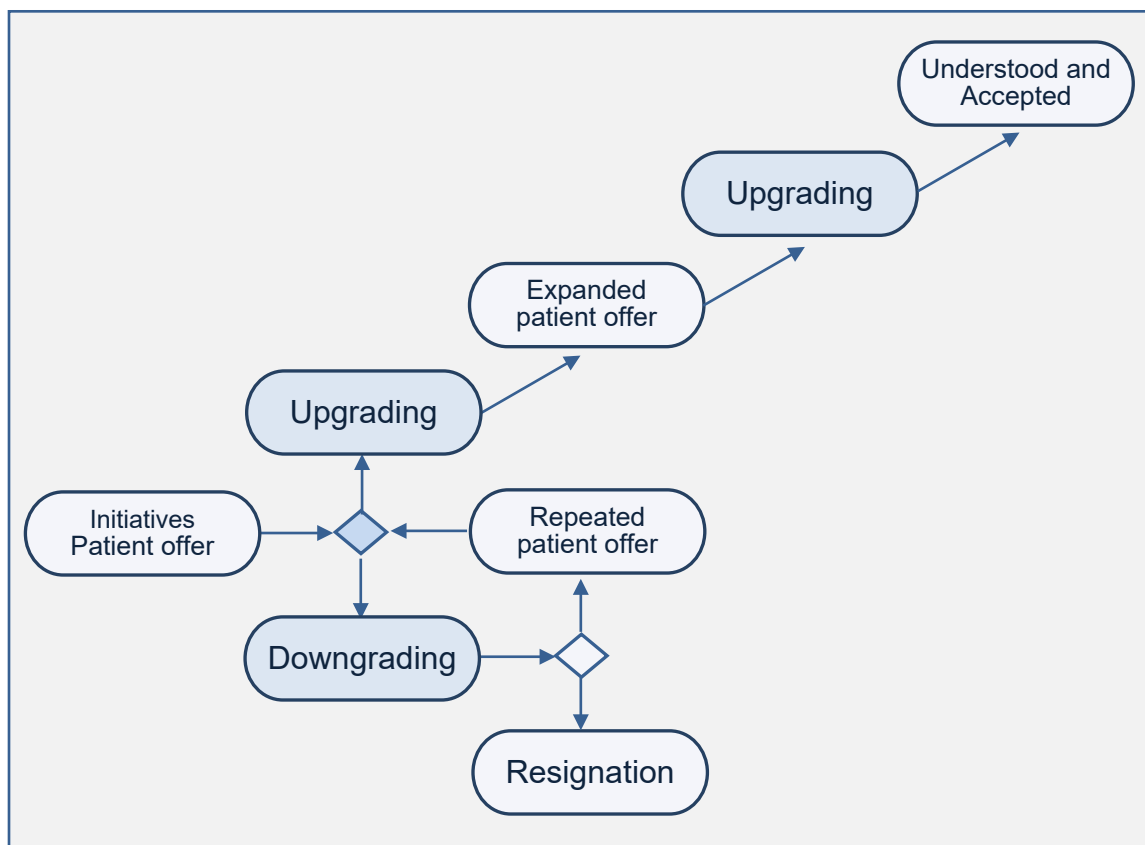 Understood and
Accepted
Upgrading
Expanded
patient offer
Upgrading
Initiatives
Patient offer
Repeated
patient offer
Downgrading
Resignation